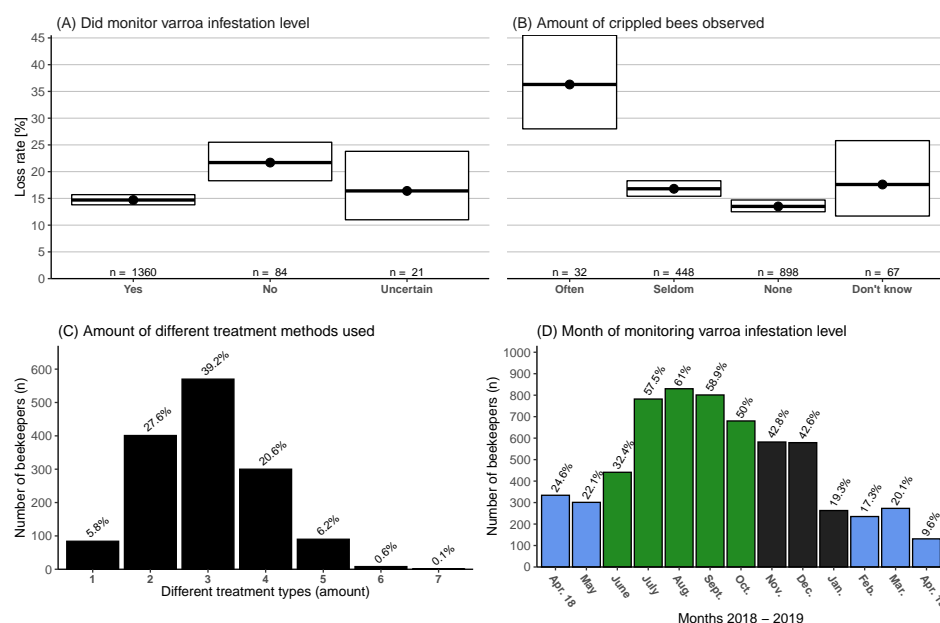 (A) Did monitor varroa infestation level
Loss rate [%]
45
40
35
30
25
20
15
10
5
0
n = 1360
n = 84
n = 21
Yes
No
Uncertain
(B) Amount of crippled bees observed
n = 32
n = 448
n = 898
n = 67
Often
Seldom
None
Don't know
(C) Amount of different treatment methods used
Number of beekeepers (n)
600
500
400
300
200
100
0
5.8%
27.6%
39.2%
20.6%
6.2%
0.6%
0.1%
1
2
3
4
5
6
7
Different treatment types (amount)
(D) Month of monitoring varroa infestation level
Number of beekeepers (n)
1000
900
800
700
600
500
400
300
200
100
0
24.6%
22.1%
32.4%
57.5%
61%
58.9%
50%
42.8%
42.6%
19.3%
17.3%
20.1%
9.6%
Apr. 18
May
June
July
Aug.
Sept.
Oct.
Nov.
Dec.
Jan.
Feb.
Mar.
Apr. 1
Months 2018 – 2019